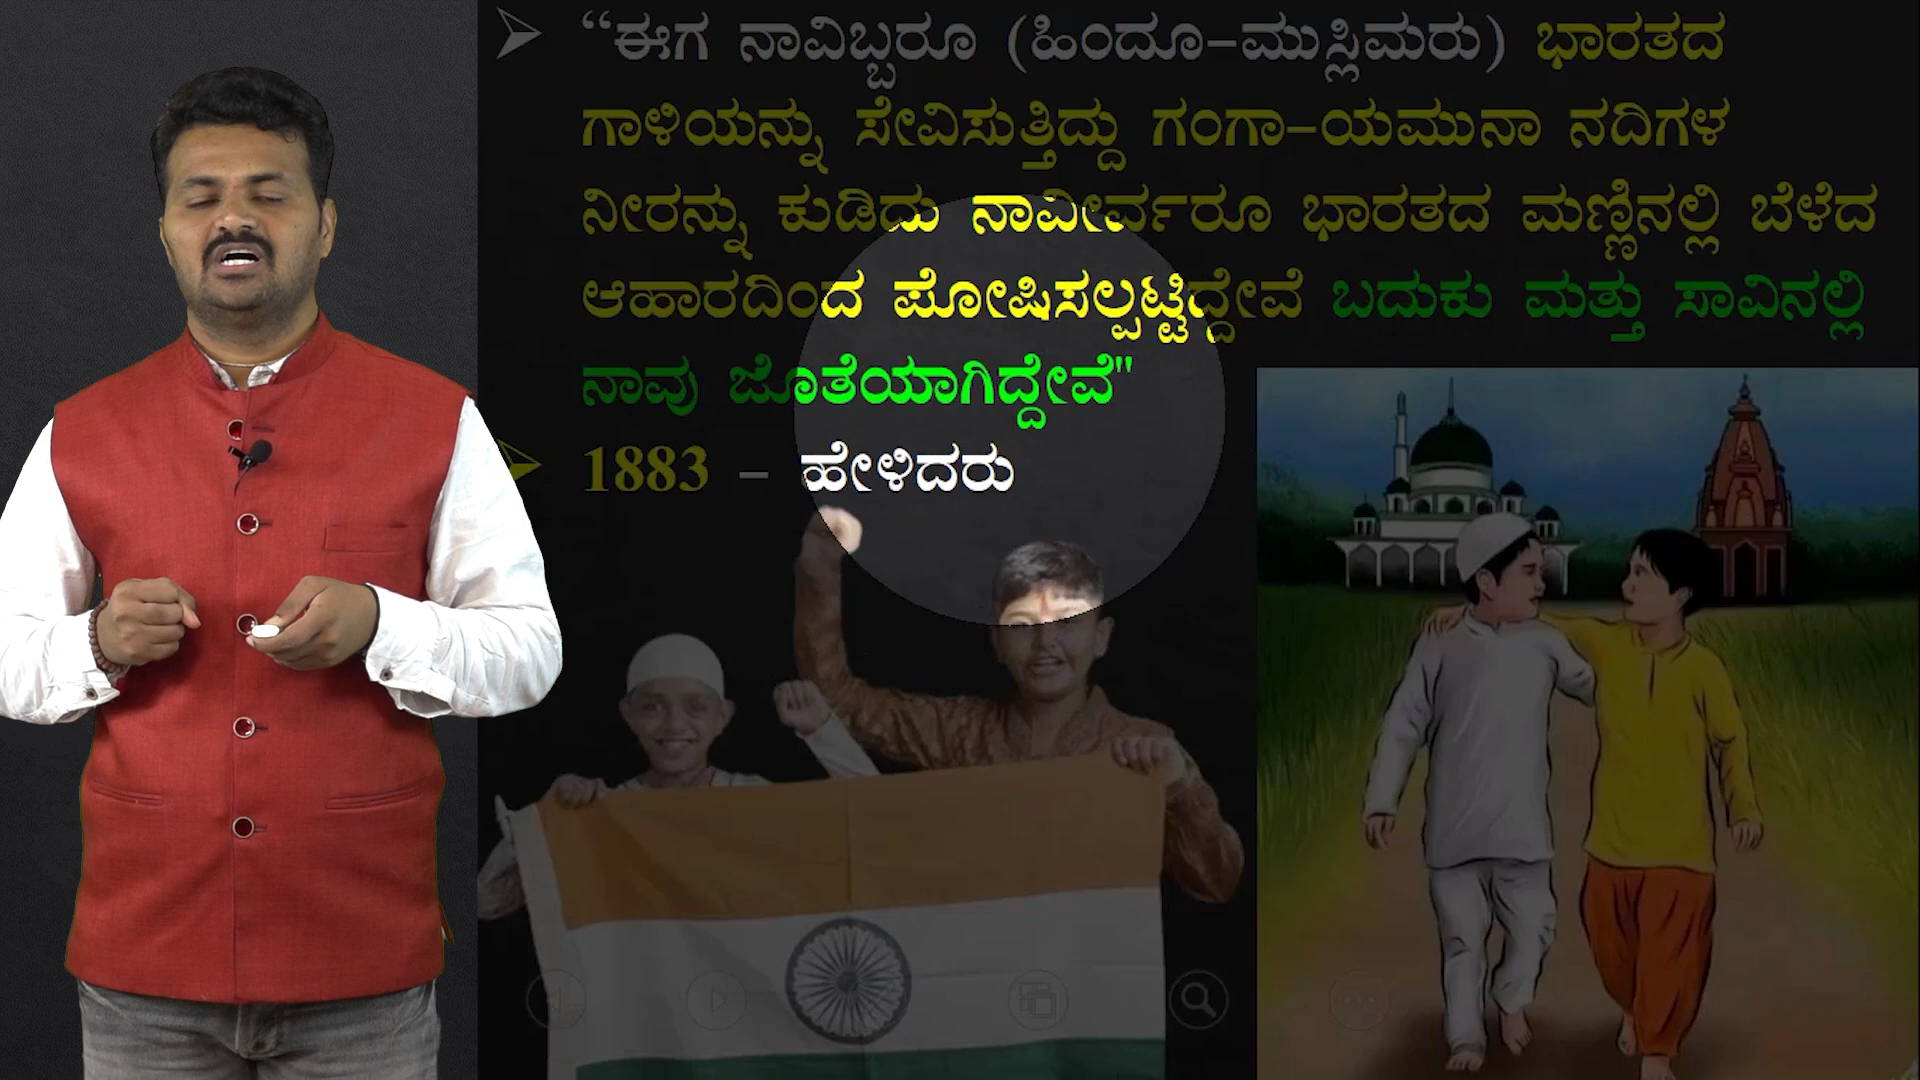 “ಈಗ ನಾವಿಬ್ಬರೂ (ಹಿಂದೂ-ಮುಸ್ಲಿಮರು) ಭಾರತದ
ಗಾಳಿಯನ್ನು ಸೇವಿಸುತ್ತಿದ್ದು ಗಂಗಾ-ಯಮುನಾ ನದಿಗಳ
ನೀರನ್ನು ಕುಡಿದು ನಾವೀರ್ವರೂ ಭಾರತದ ಮಣ್ಣಿನಲ್ಲಿ ಬೆಳೆದ
ಆಹಾರದಿಂದ ಪೋಷಿಸಲ್ಪಟ್ಟಿದ್ದೇವೆ ಬದುಕು ಮತ್ತು ಸಾವಿನಲ್ಲಿ
ನಾವು ಜೊತೆಯಾಗಿದ್ದೇವೆ"
1883 - ಹೇಳಿದರು